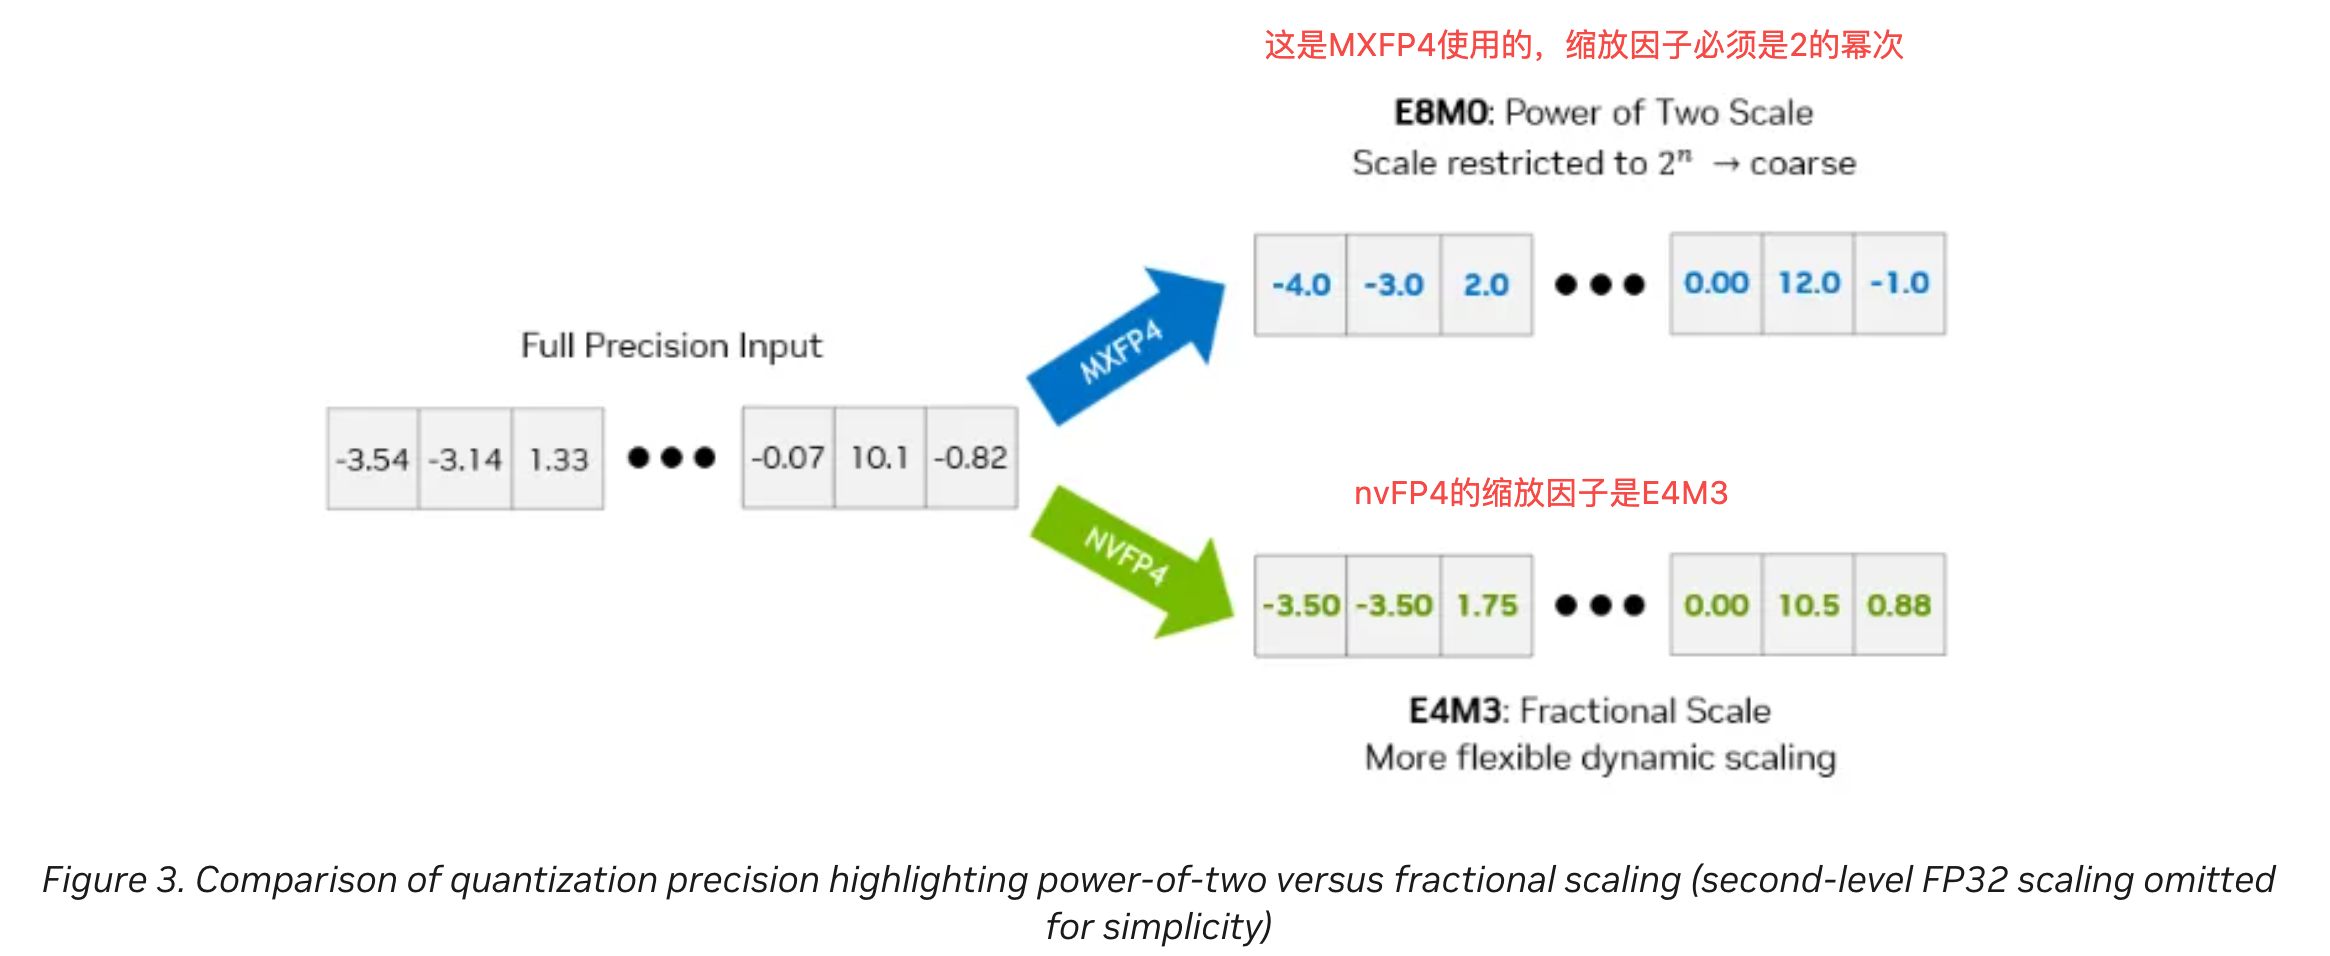 这是MXFP4使用的，缩放因子必须是2的幂次
E8M0: Power of Two Scale
Scale restricted to 2ⁿ → coarse
-4.0 -3.0 2.0 ●●● 0.00 12.0 -1.0
MXFP4
Full Precision Input
-3.54 -3.14 1.33 ●●● -0.07 10.1 -0.82
nvFP4的缩放因子是E4M3
NVFP4
-3.50 -3.50 1.75 ●●● 0.00 10.5 0.88
E4M3: Fractional Scale
More flexible dynamic scaling
Figure 3. Comparison of quantization precision highlighting power-of-two versus fractional scaling (second-level FP32 scaling omitted
for simplicity)